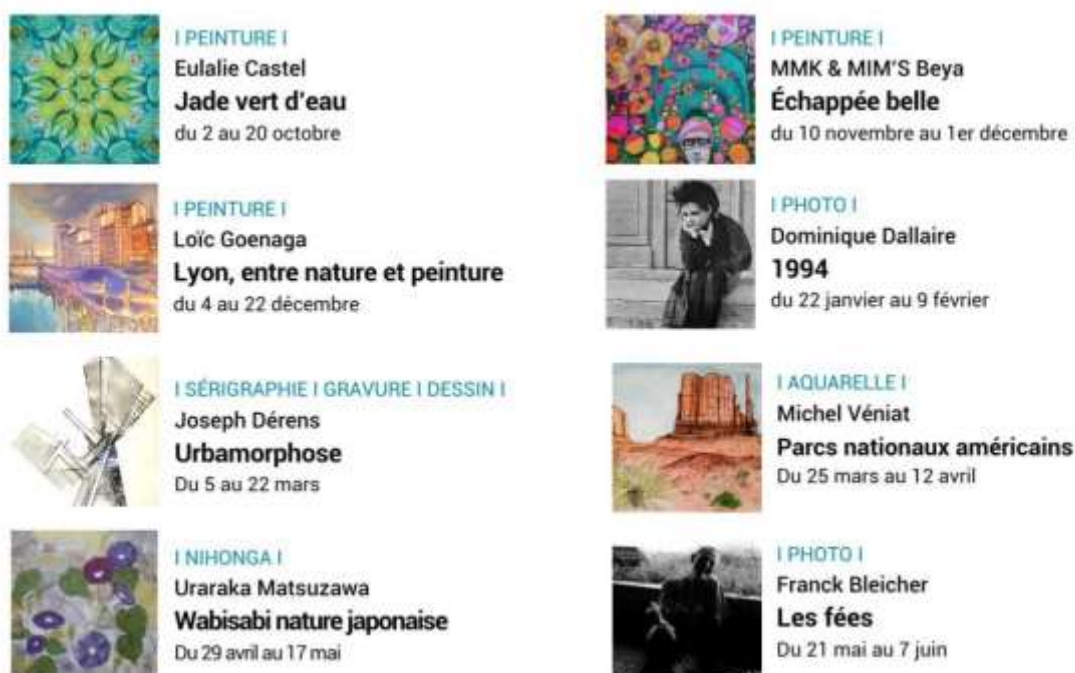 I PEINTURE I
Eulalie Castel
Jade vert d'eau
du 2 au 20 octobre
I PEINTURE I
MMK & MIM'S Beya
Échappée belle
du 10 novembre au 1er décembre
I PEINTURE I
Loïc Goenaga
Lyon, entre nature et peinture
du 4 au 22 décembre
I PHOTO I
Dominique Dallaire
1994
du 22 janvier au 9 février
I SÉRIGRAPHIE I GRAVURE I DESSIN I
Joseph Dérens
Urbamorphose
Du 5 au 22 mars
I AQUARELLE I
Michel Véniat
Parcs nationaux américains
Du 25 mars au 12 avril
I NIHONGA I
Uraraka Matsuzawa
Wabisabi nature japonaise
Du 29 avril au 17 mai
I PHOTO I
Franck Bleicher
Les fées
Du 21 mai au 7 juin